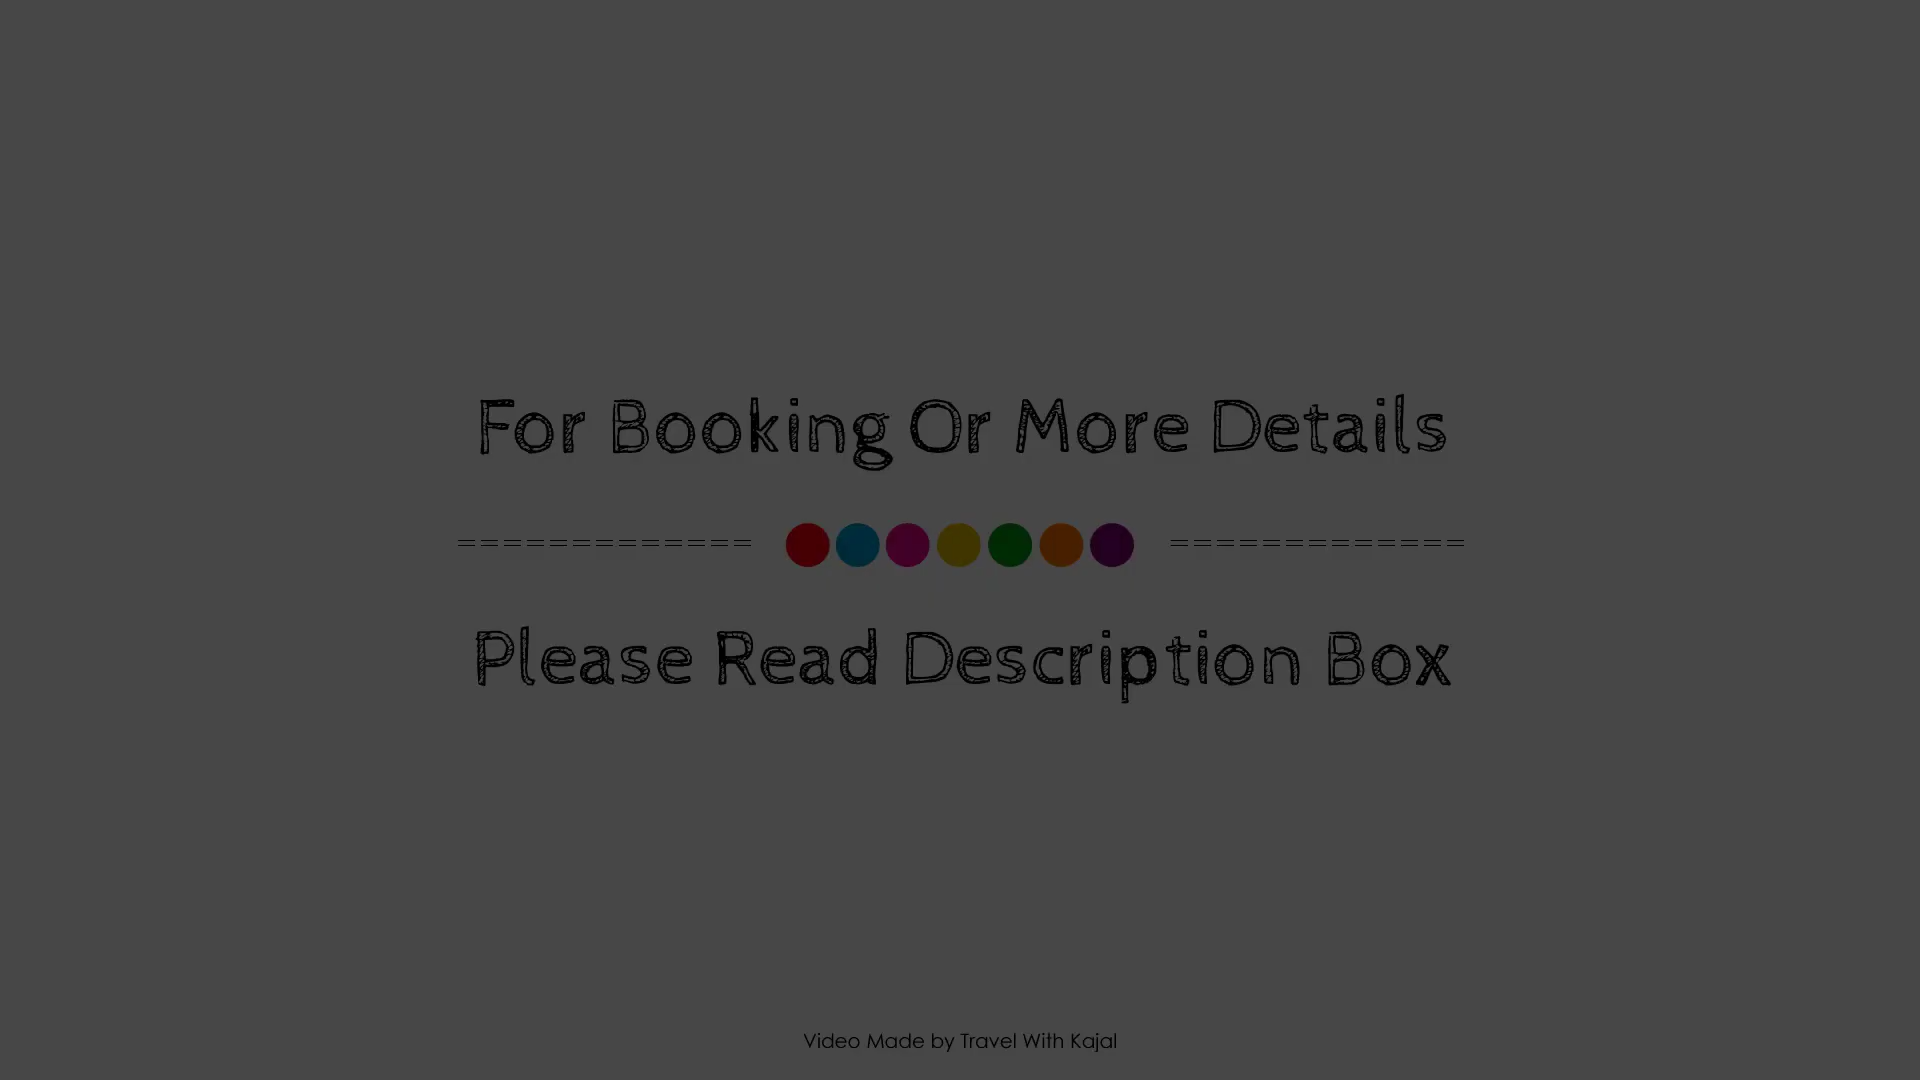 For Booking Or More Details
============= =============
Please Read Description Box
Video Made by Travel With Kajal